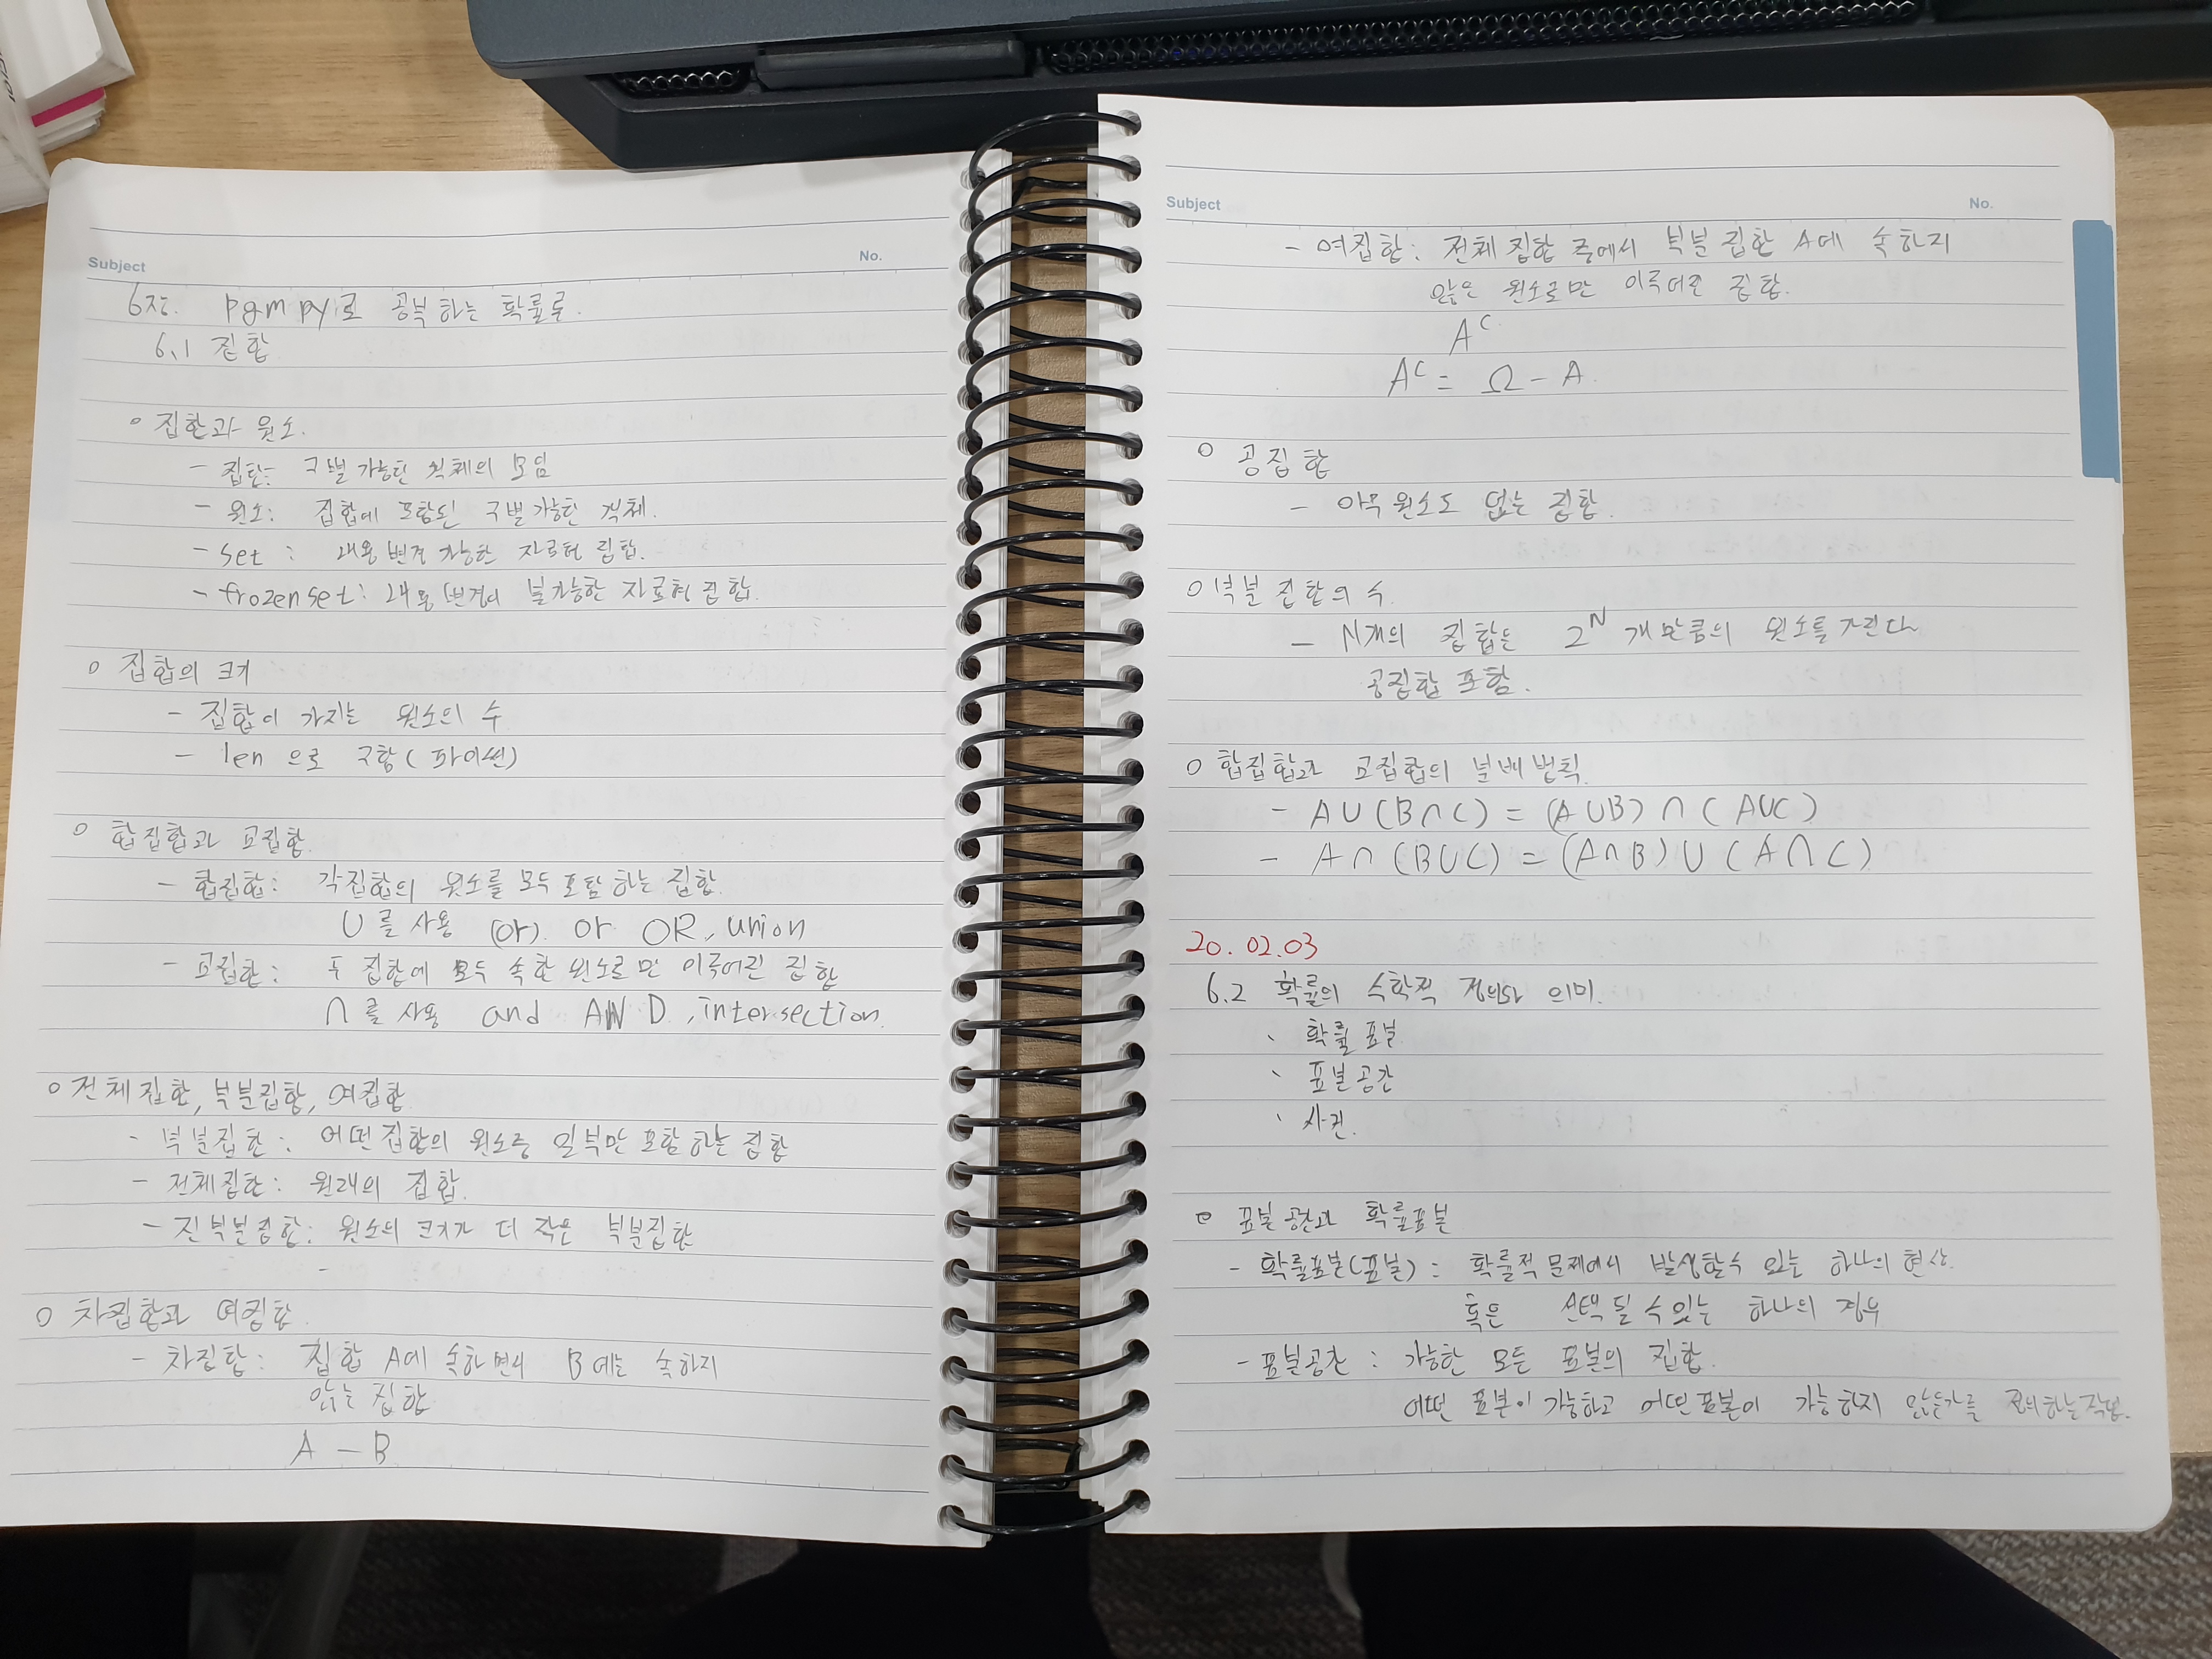 Subject
No.
6장. pgmpy로 공부하는 확률론.
6.1 집합
○ 집합과 원소.
- 집합: 구별 가능한 객체의 모임
- 원소: 집합에 포함된 구별가능한 객체.
- set : 내용변경 가능한 자료형 집합.
- frozenset: 내용변경이 불가능한 자료형 집합.
○ 집합의 크기
- 집합이 가지는 원소의 수
- len 으로 구함(파이썬)
○ 합집합과 교집합.
- 합집합: 각집합의 원소를 모두 포함하는 집합.
∪를 사용 (or). or OR, union
- 교집합: 두 집합에 모두 속한 원소로만 이루어진 집합
∩를 사용 and AND, intersection.
○ 전체집합, 부분집합, 여집합
- 부분집합: 어떤집합의 원소중 일부만 포함하는 집합
- 전체집합: 원래의 집합.
- 진부분집합: 원소의 크기가 더 작은 부분집합
○ 차집합과 여집합.
- 차집합: 집합 A에 속하면서 B에는 속하지
않는 집합
A - B
Subject
No.
- 여집합: 전체집합 중에서 부분집합 A에 속하지
않은 원소로만 이루어진 집합.
Aᶜ
Aᶜ = Ω - A.
○ 공집합
- 아무원소도 없는 집합.
○ 부분집합의 수.
- N개의 집합은 2ᴺ 개만큼의 원소를 가진다
공집합 포함.
○ 합집합과 교집합의 분배법칙.
- A∪(B∩C) = (A∪B)∩(A∪C)
- A∩(B∪C) = (A∩B)∪(A∩C)
20.02.03
6.2 확률의 수학적 정의와 의미.
、 확률표본
、 표본공간
、 사건.
○ 표본공간과 확률표본
- 확률표본(표본) : 확률적문제에서 발생할수 있는 하나의 현상.
혹은 선택될 수 있는 하나의 경우
- 표본공간 : 가능한 모든 표본의 집합.
어떤 표본이 가능하고 어떤표본이 가능하지 않는가를 정의하는작업.